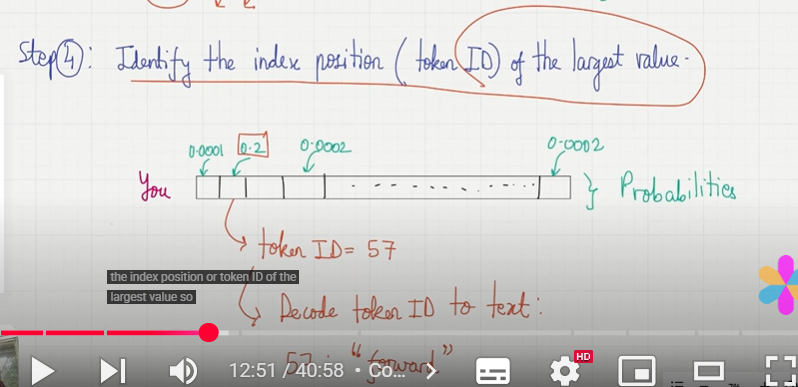 Step 4: Identify the index position (token ID) of the largest value.
0.0001 0.2 0.0002 0.0002
You } Probabilities
token ID = 57
the index position or token ID of the
largest value so
Decode token ID to text:
57 : "forward"
12:51 / 40:58 • Co...
HD